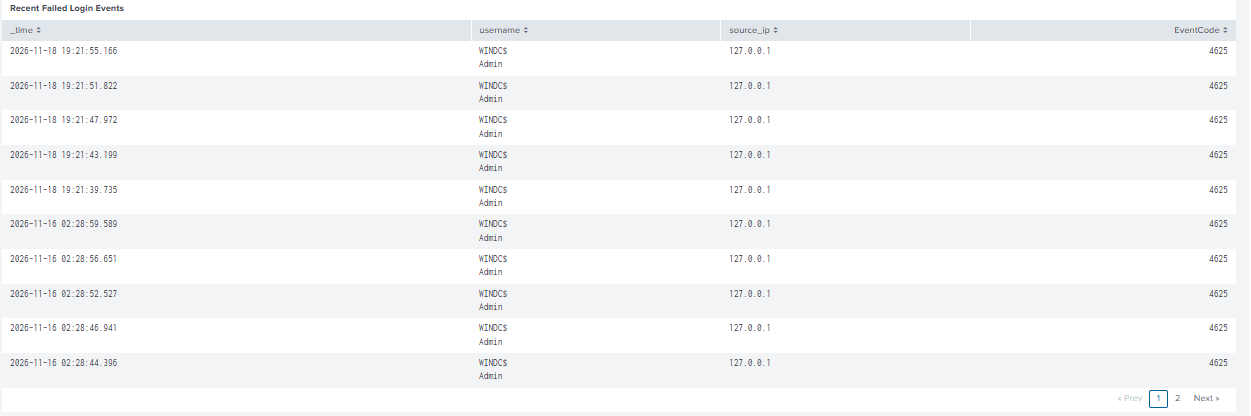 Recent Failed Login Events
_time username source_ip EventCode
2026-11-18 19:21:55.166 WINDC$ 127.0.0.1 4625
Admin
2026-11-18 19:21:51.822 WINDC$ 127.0.0.1 4625
Admin
2026-11-18 19:21:47.972 WINDC$ 127.0.0.1 4625
Admin
2026-11-18 19:21:43.199 WINDC$ 127.0.0.1 4625
Admin
2026-11-18 19:21:39.735 WINDC$ 127.0.0.1 4625
Admin
2026-11-16 02:28:59.589 WINDC$ 127.0.0.1 4625
Admin
2026-11-16 02:28:56.651 WINDC$ 127.0.0.1 4625
Admin
2026-11-16 02:28:52.527 WINDC$ 127.0.0.1 4625
Admin
2026-11-16 02:28:46.941 WINDC$ 127.0.0.1 4625
Admin
2026-11-16 02:28:44.396 WINDC$ 127.0.0.1 4625
Admin
« Prev 1 2 Next »